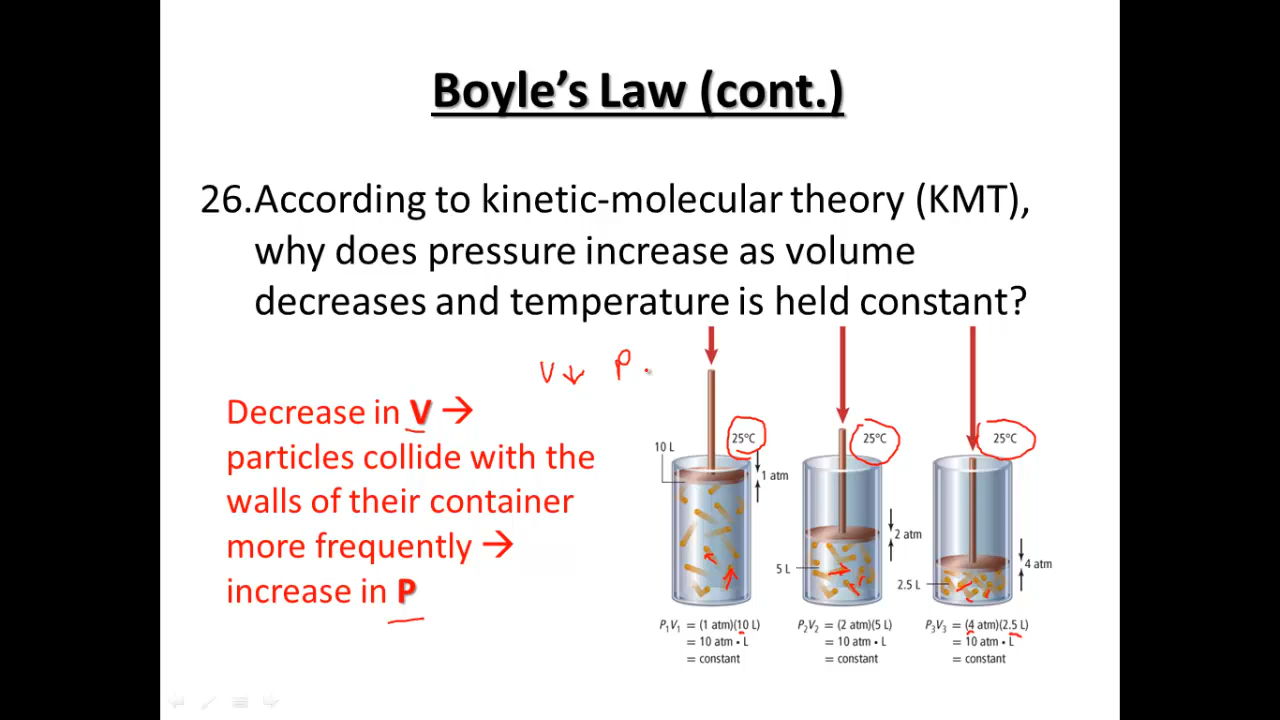 Boyle's Law (cont.)
26.According to kinetic-molecular theory (KMT),
why does pressure increase as volume
decreases and temperature is held constant?
V↓ P
Decrease in V →
particles collide with the
walls of their container
more frequently →
increase in P
10 L
25°C
1 atm
25°C
2 atm
5 L
25°C
4 atm
2.5 L
P₁V₁ = (1 atm)(10 L)
= 10 atm • L
= constant
P₂V₂ = (2 atm)(5 L)
= 10 atm • L
= constant
P₃V₃ = (4 atm)(2.5 L)
= 10 atm • L
= constant